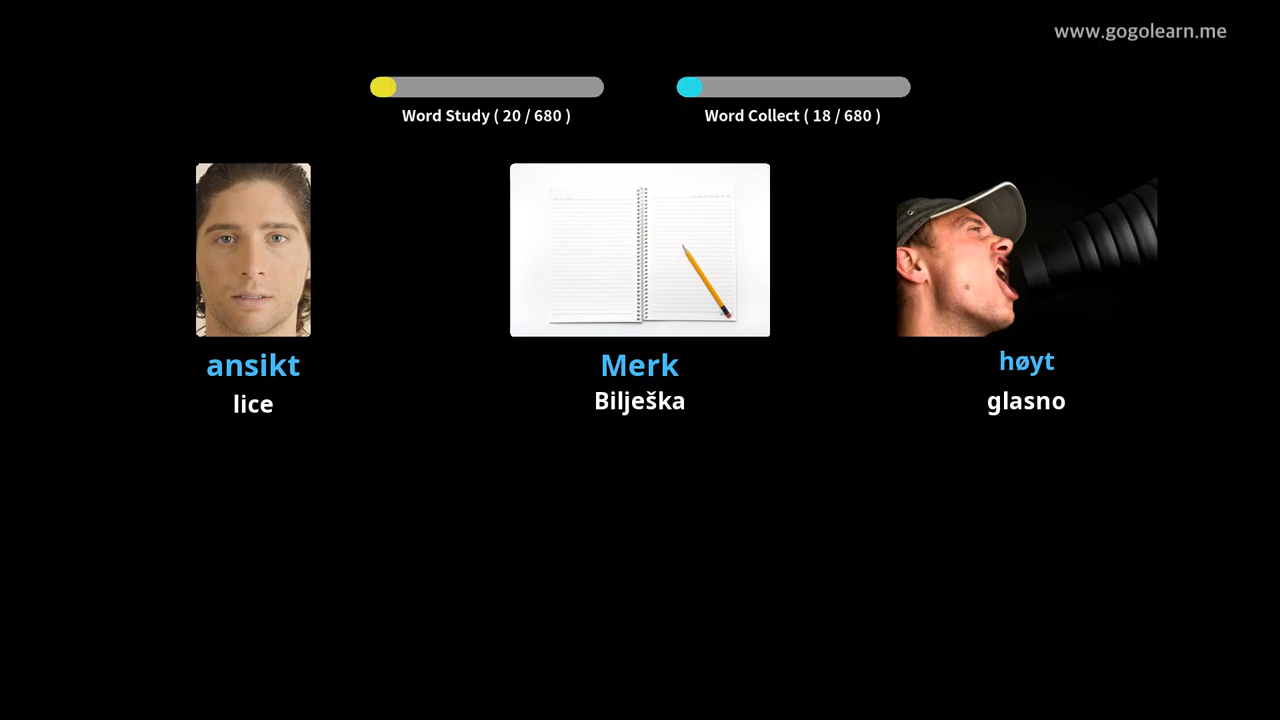 www.gogolearn.me
Word Study ( 20 / 680 )
Word Collect ( 18 / 680 )
ansikt
Merk
høyt
lice
Bilješka
glasno